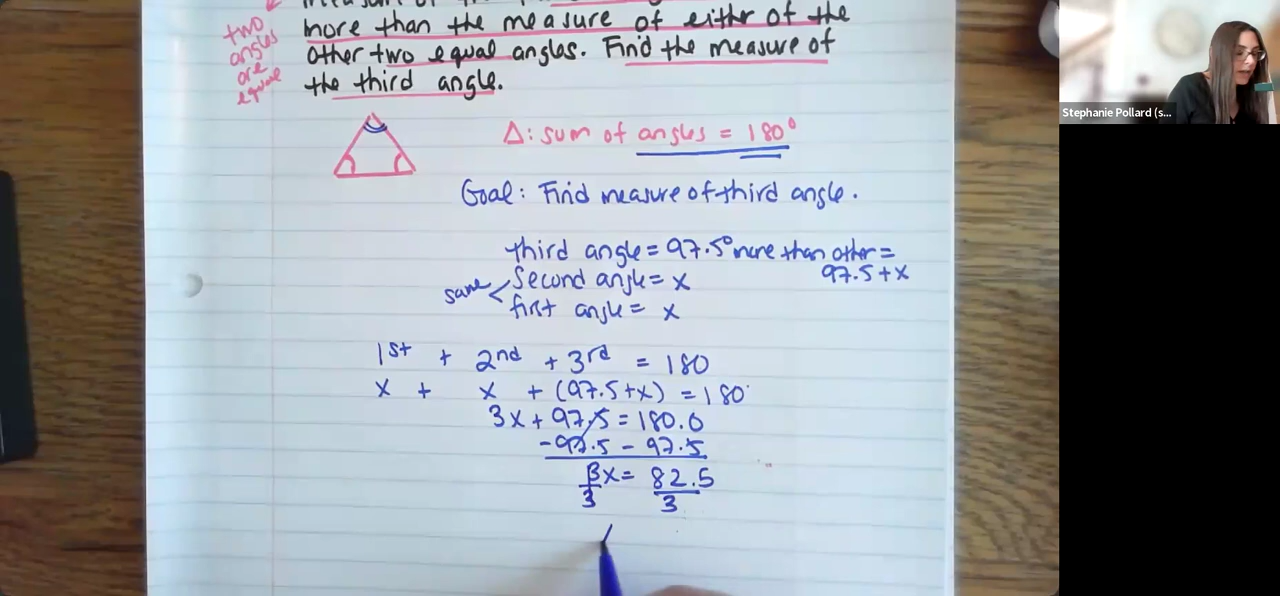 more than the measure of either of the
other two equal angles. Find the measure of
the third angle.
two
angles
are
equal
Δ: sum of angles = 180°
Goal: Find measure of third angle.
third angle = 97.5° more than other =
97.5+x
same < Second angle = x
first angle = x
1st + 2nd + 3rd = 180
x + x + (97.5+x) = 180
3x + 97.5 = 180.0
-97.5 - 97.5
3x = 82.5
3 3
Stephanie Pollard (s...